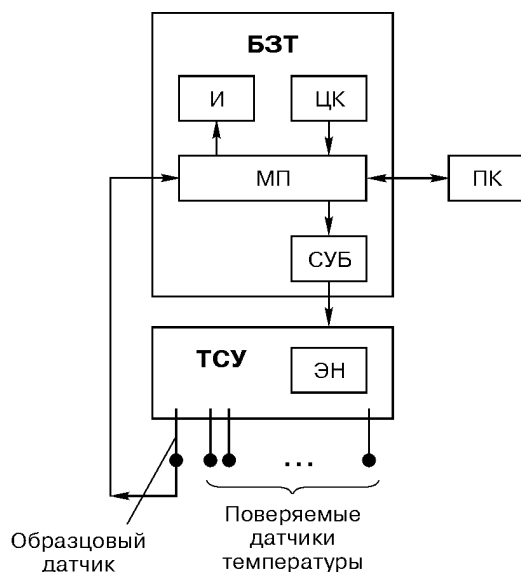 БЗТ
И
ЦК
МП
ПК
СУБ
ТСУ
ЭН
...
Образцовый
датчик
Поверяемые
датчики
температуры